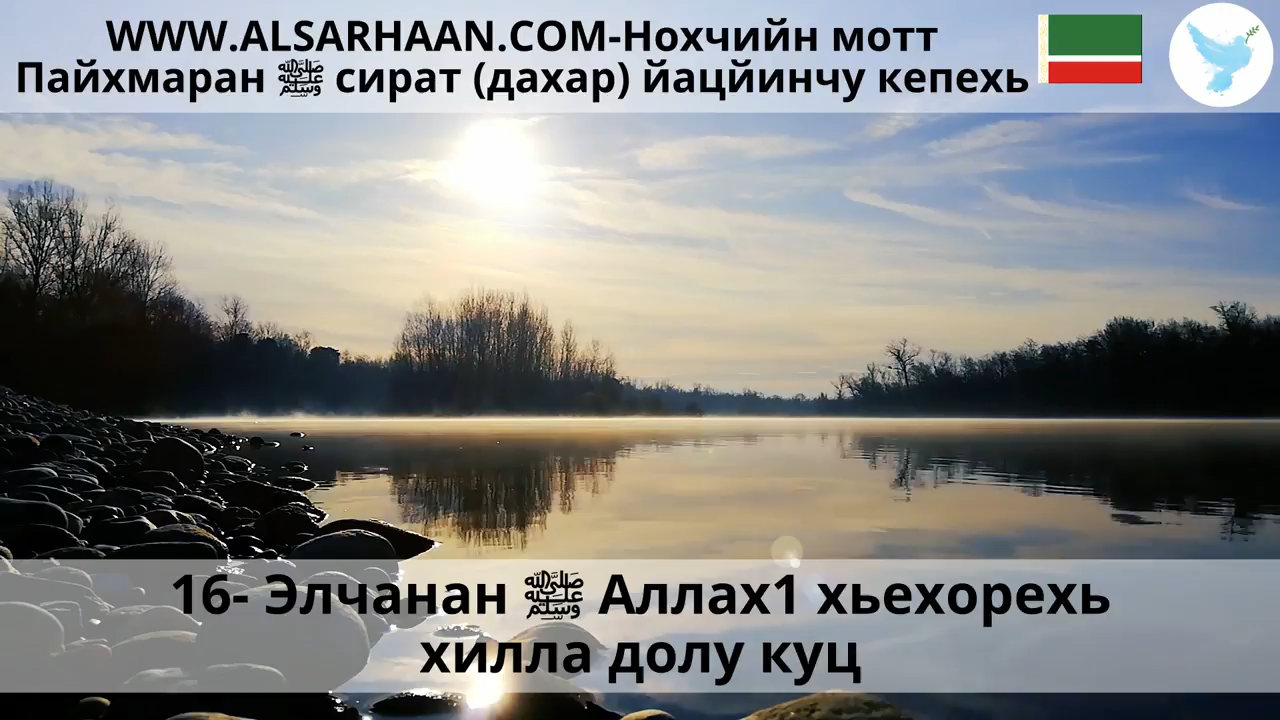 WWW.ALSARHAAN.COM-Нохчийн мотт
Пайхмаран ﷺ сират (дахар) йацйинчу кепехь
16- Элчанан ﷺ Аллах1 хьехорехь
хилла долу куц